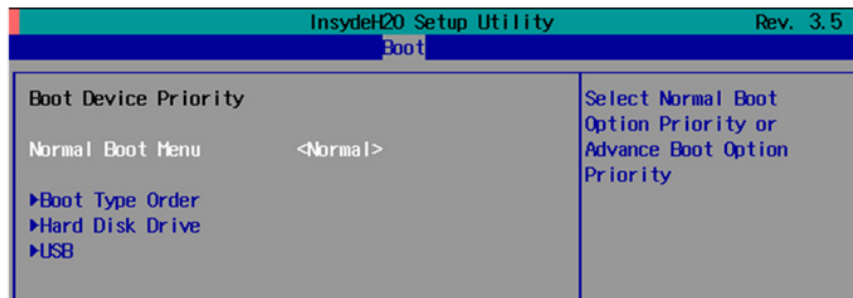 InsydeH20 Setup Utility Rev. 3.5
Boot
Boot Device Priority
Normal Boot Menu <Normal>
▶Boot Type Order
▶Hard Disk Drive
▶USB
Select Normal Boot
Option Priority or
Advance Boot Option
Priority